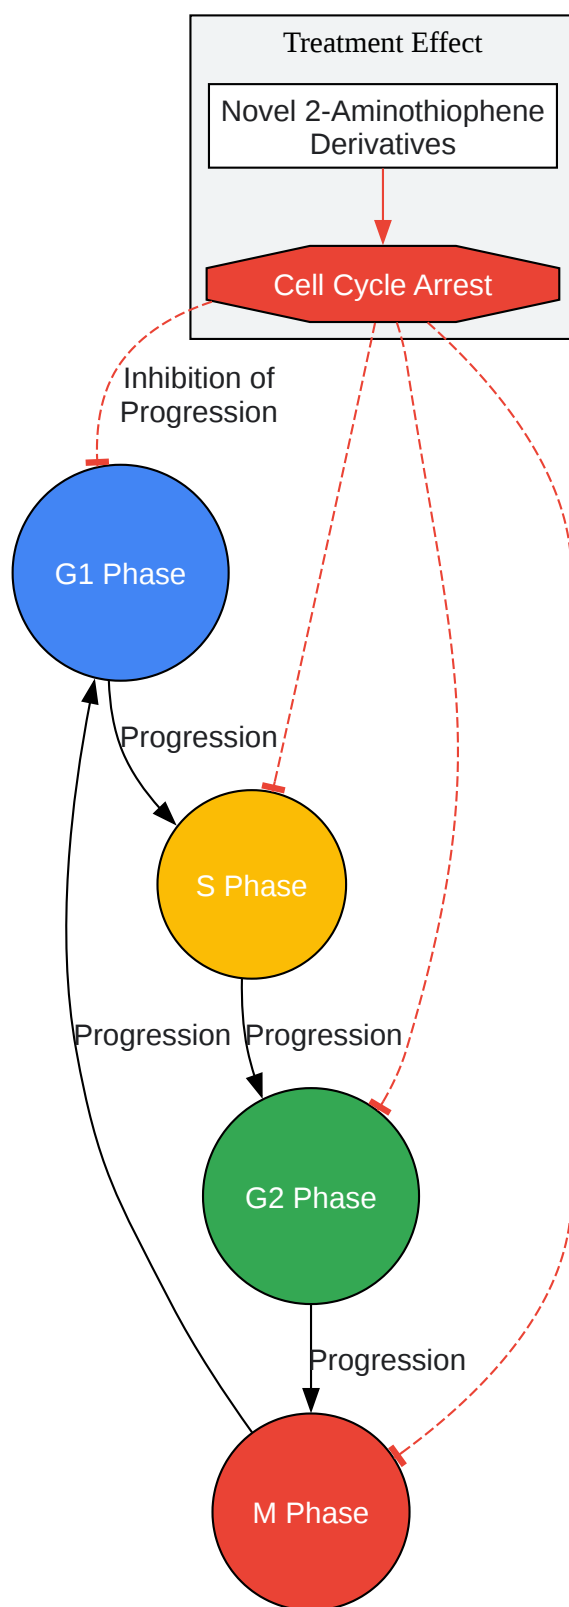 Treatment Effect
Novel 2-Aminothiophene
Derivatives
Cell Cycle Arrest
Inhibition of
Progression
G1 Phase
Progression
S Phase
Progression
Progression
G2 Phase
Progression
M Phase